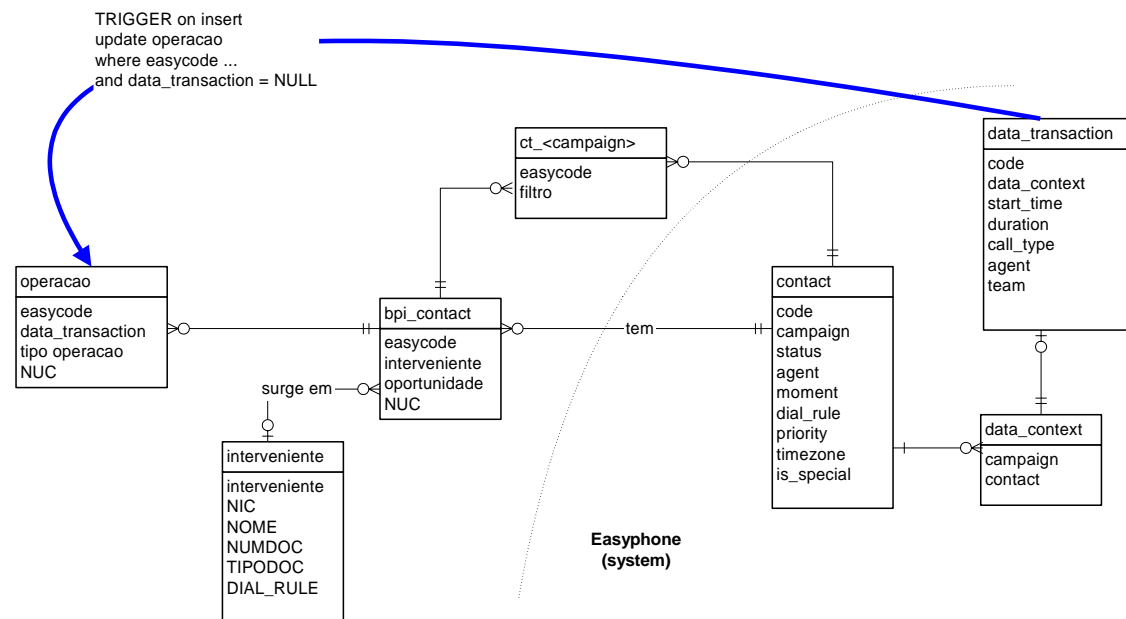 TRIGGER on insert
update operacao
where easycode ...
and data_transaction = NULL
ct_<campaign>
easycode
filtro
data_transaction
code
data_context
start_time
duration
call_type
agent
team
operacao
easycode
data_transaction
tipo operacao
NUC
bpi_contact
easycode
interveniente
oportunidade
NUC
tem
contact
code
campaign
status
agent
moment
dial_rule
priority
timezone
is_special
surge em
data_context
campaign
contact
interveniente
interveniente
NIC
NOME
NUMDOC
TIPODOC
DIAL_RULE
Easyphone
(system)